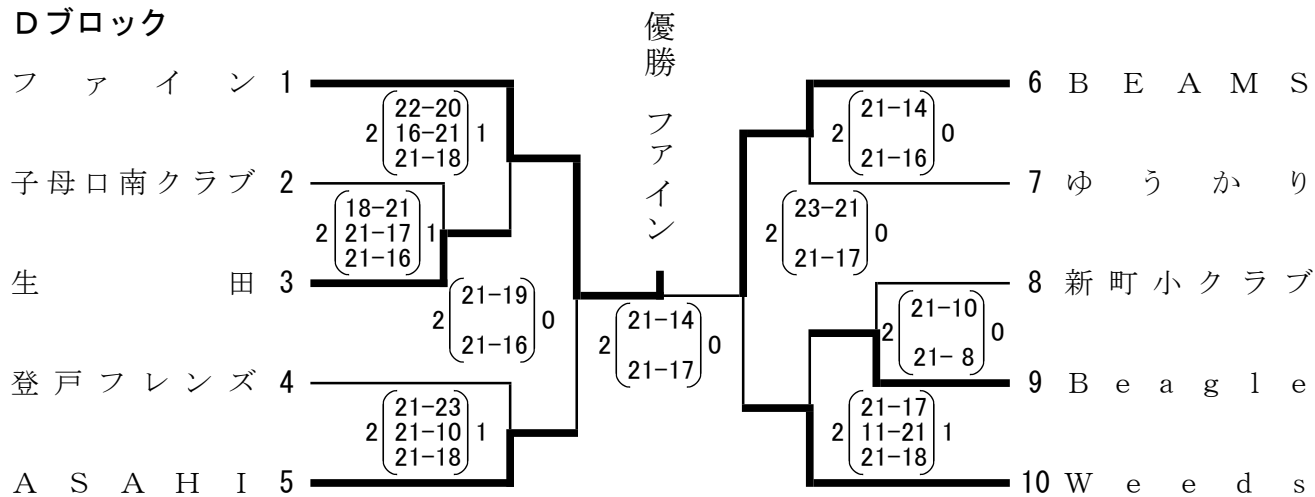 Dブロック
優勝 ファイン
ファイン 1
22-20
2 16-21 1
21-18
子母口南クラブ 2
18-21
2 21-17 1
21-16
生田 3
21-19
2 0
21-16
登戸フレンズ 4
21-23
2 21-10 1
21-18
ASAHI 5
21-14
2 0
21-17
6 BEAMS
21-14
2 0
21-16
7 ゆうかり
23-21
2 0
21-17
8 新町小クラブ
21-10
2 0
21- 8
9 Beagle
21-17
2 11-21 1
21-18
10 Weeds